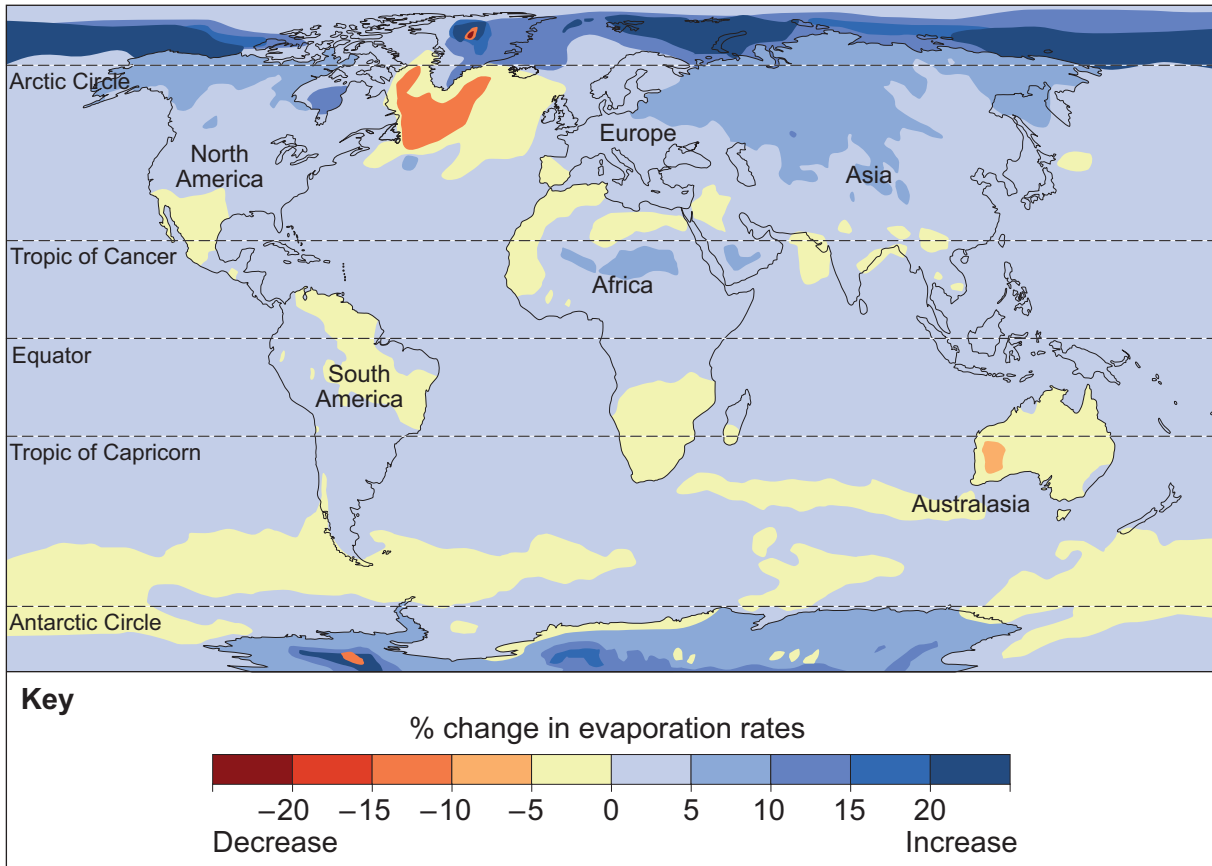 Arctic Circle
North
America
Europe
Asia
Tropic of Cancer
Africa
Equator
South
America
Tropic of Capricorn
Australasia
Antarctic Circle
Key
% change in evaporation rates
−20 −15 −10 −5 0 5 10 15 20
Decrease Increase